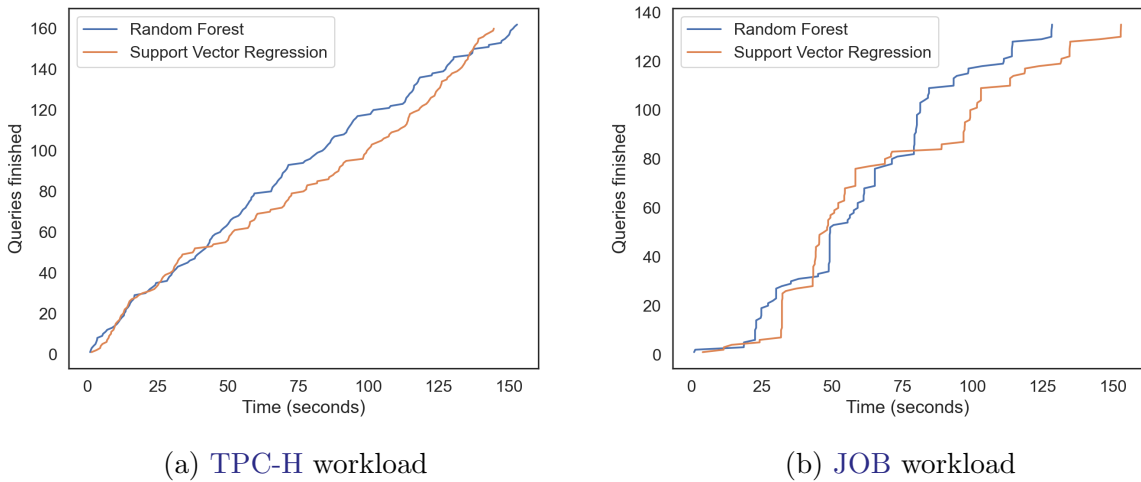 Random Forest
Support Vector Regression
160
140
120
100
80
60
40
20
0
Queries finished
0 25 50 75 100 125 150
Time (seconds)
(a) TPC-H workload
Random Forest
Support Vector Regression
140
120
100
80
60
40
20
0
Queries finished
0 25 50 75 100 125 150
Time (seconds)
(b) JOB workload